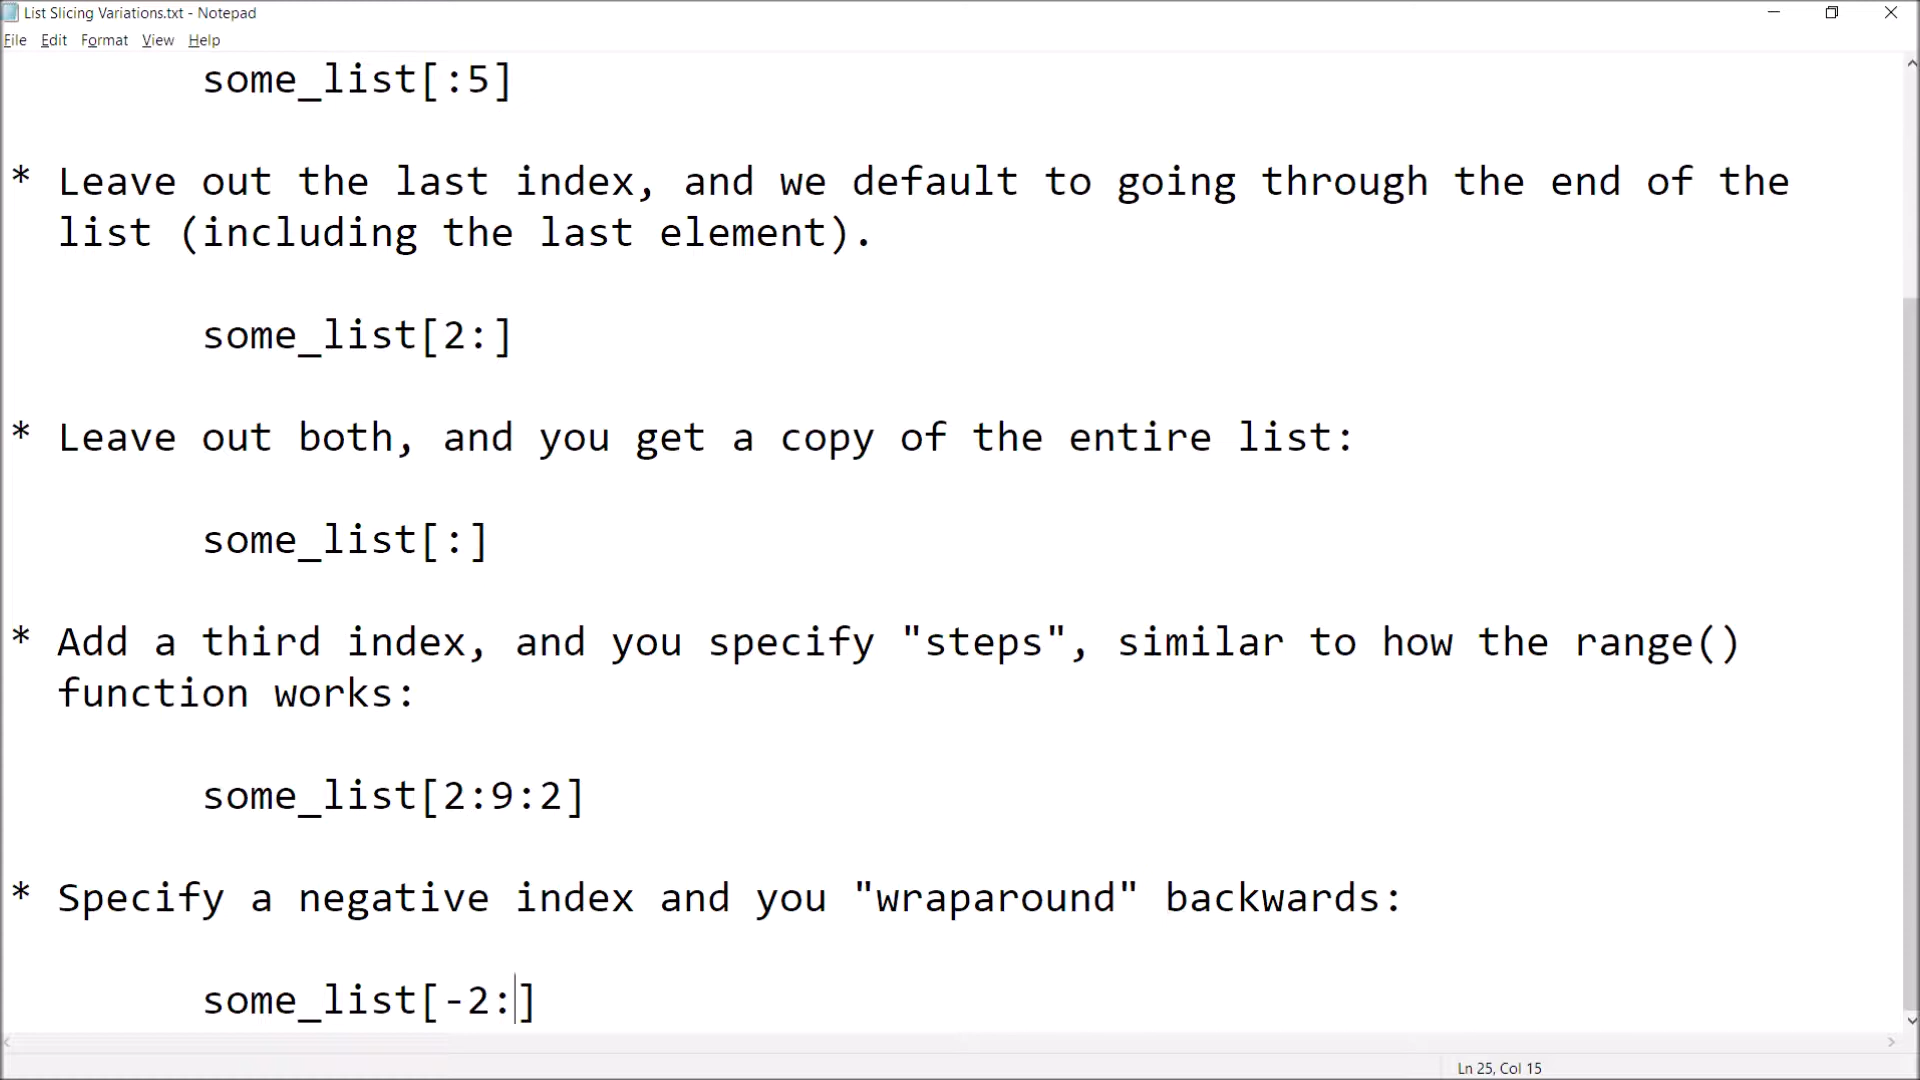 List Slicing Variations.txt - Notepad
File Edit Format View Help
some_list[:5]
* Leave out the last index, and we default to going through the end of the
list (including the last element).
some_list[2:]
* Leave out both, and you get a copy of the entire list:
some_list[:]
* Add a third index, and you specify "steps", similar to how the range()
function works:
some_list[2:9:2]
* Specify a negative index and you "wraparound" backwards:
some_list[-2:]
Ln 25, Col 15